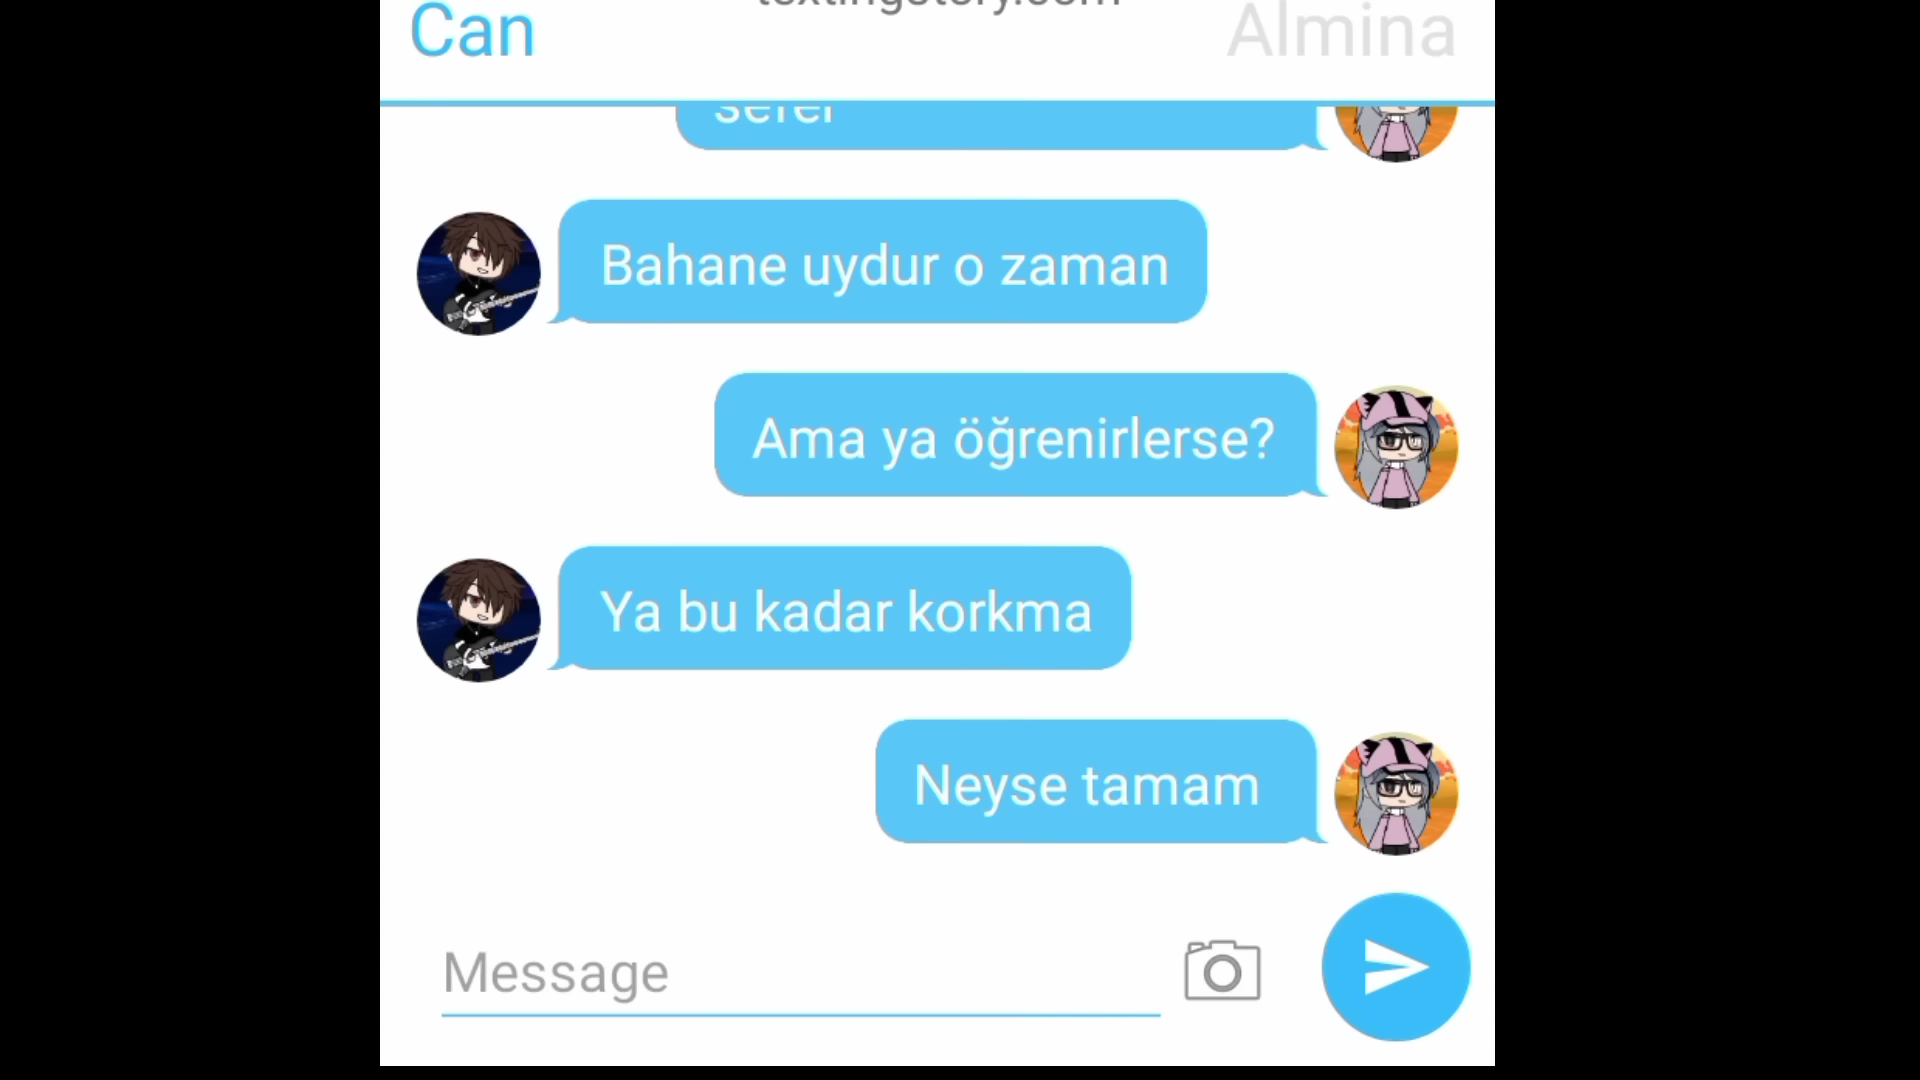 Can
Almina
Bahane uydur o zaman
Ama ya öğrenirlerse?
Ya bu kadar korkma
Neyse tamam
Message